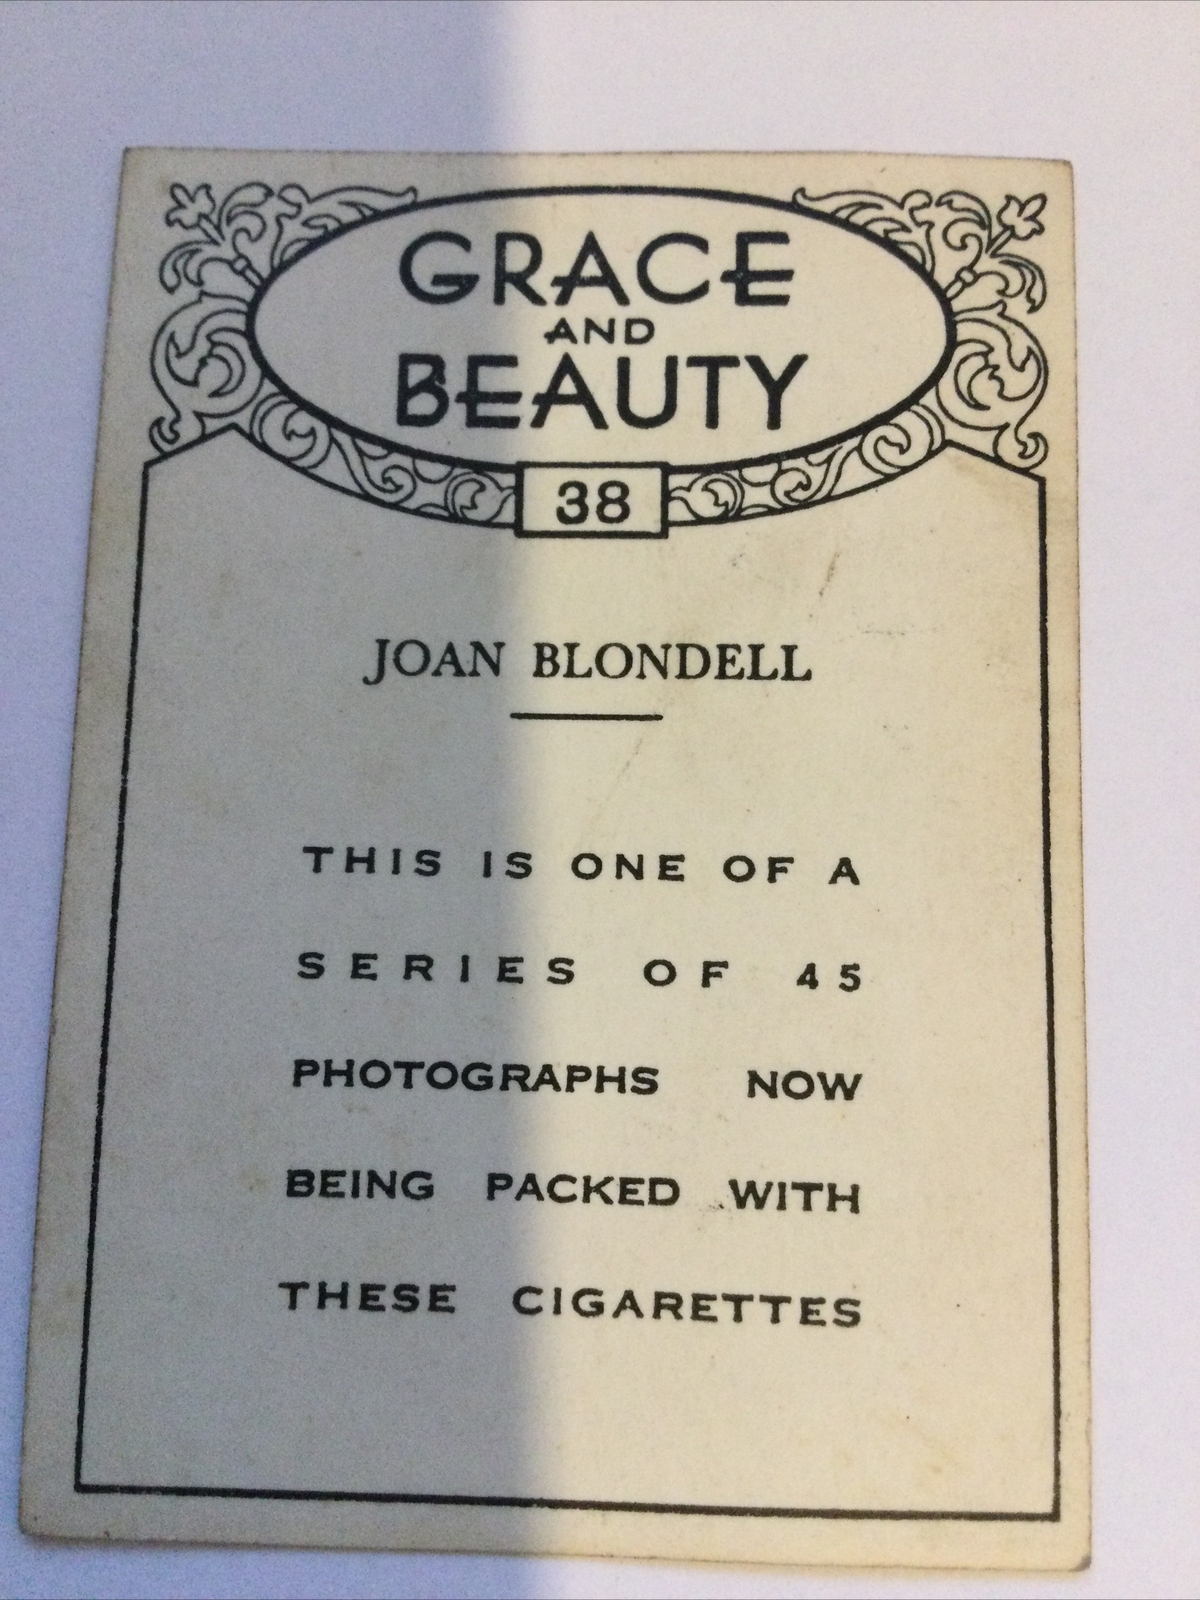 GRACE
AND
BEAUTY
38
JOAN BLONDELL
THIS IS ONE OF A
SERIES OF 45
PHOTOGRAPHS NOW
BEING PACKED WITH
THESE CIGARETTES